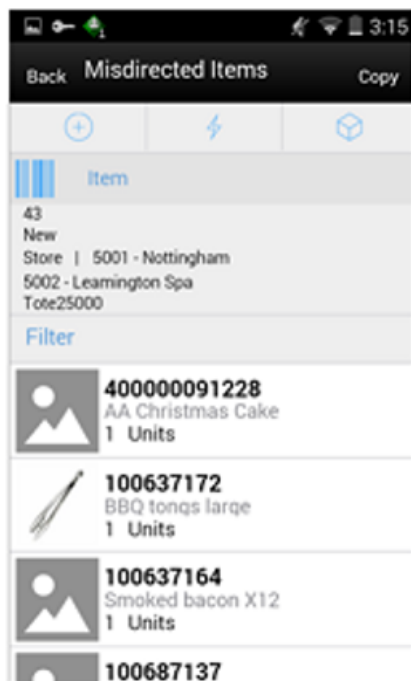 3:15
Back Misdirected Items Copy
Item
43
New
Store | 5001 - Nottingham
5002 - Leamington Spa
Tote25000
Filter
400000091228
AA Christmas Cake
1 Units
100637172
BBQ tongs large
1 Units
100637164
Smoked bacon X12
1 Units
100687137